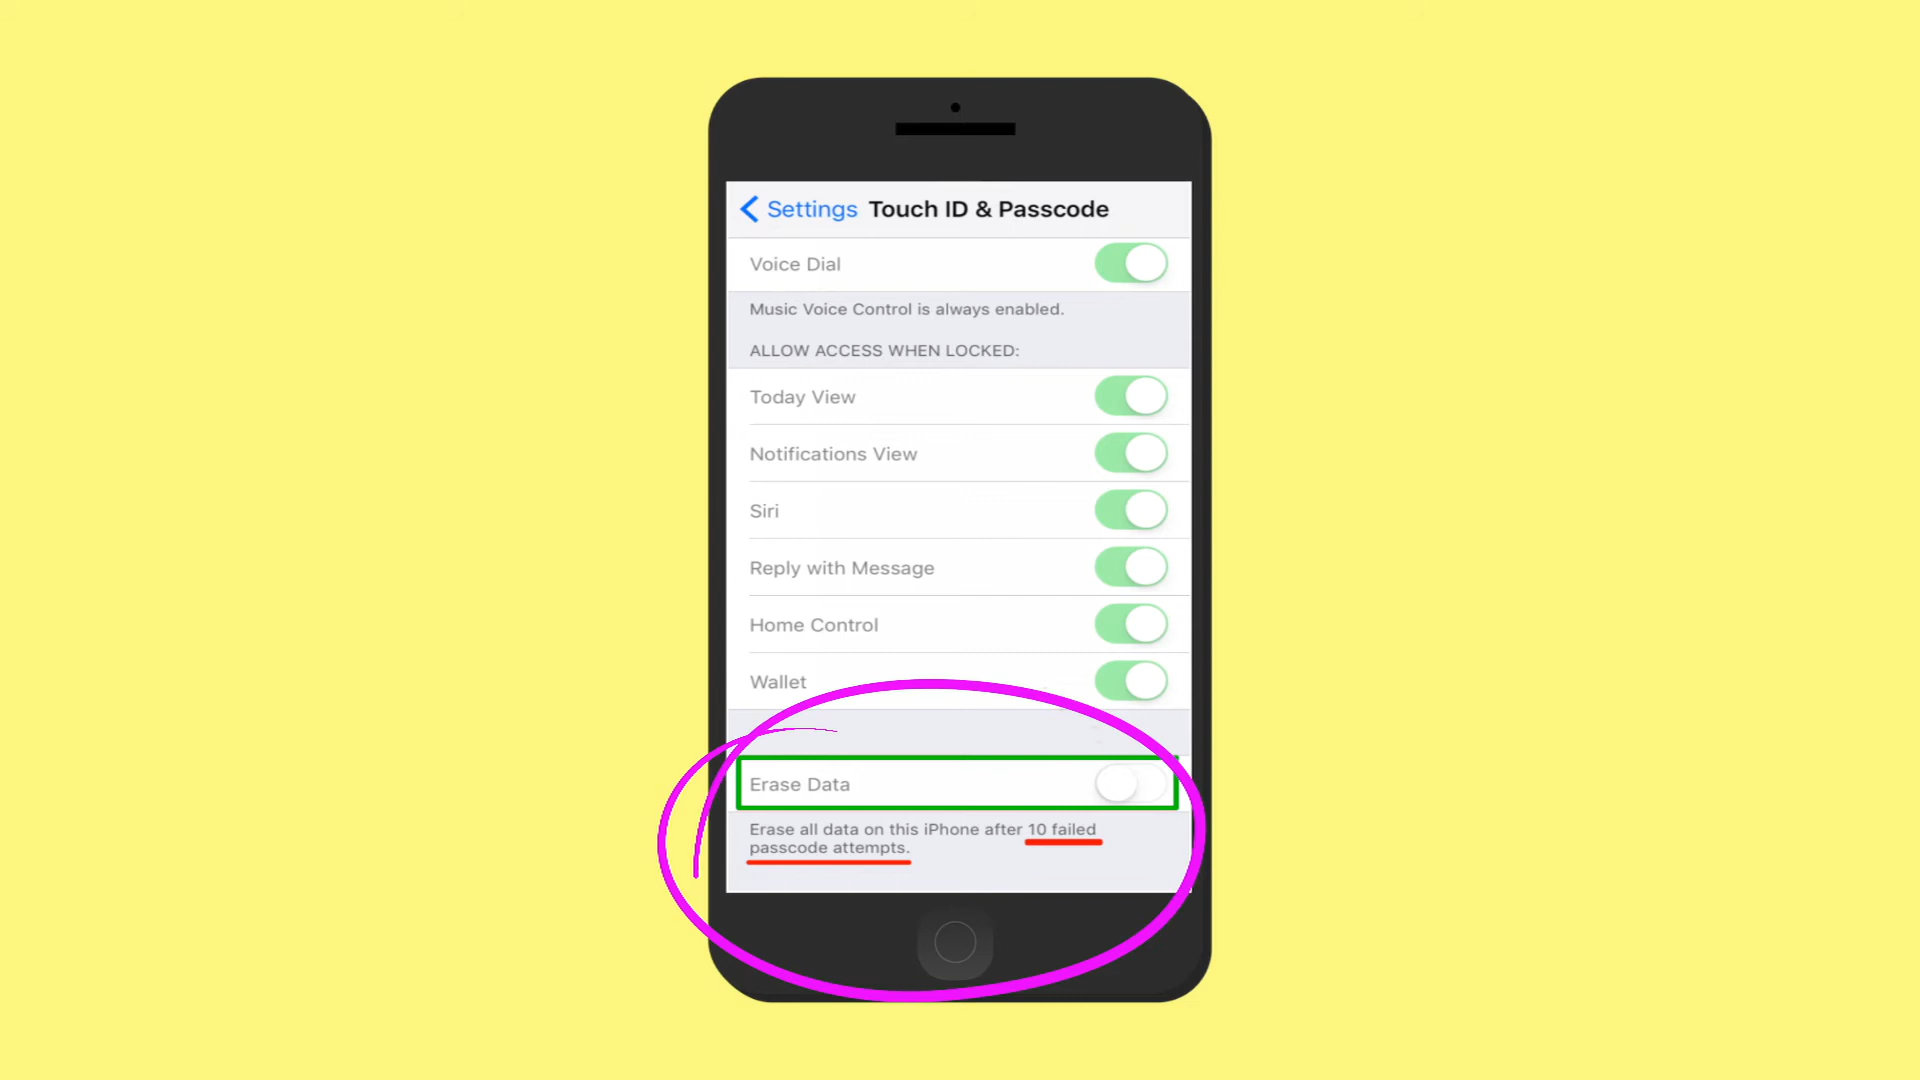 Settings Touch ID & Passcode
Voice Dial
Music Voice Control is always enabled.
ALLOW ACCESS WHEN LOCKED:
Today View
Notifications View
Siri
Reply with Message
Home Control
Wallet
Erase Data
Erase all data on this iPhone after 10 failed
passcode attempts.